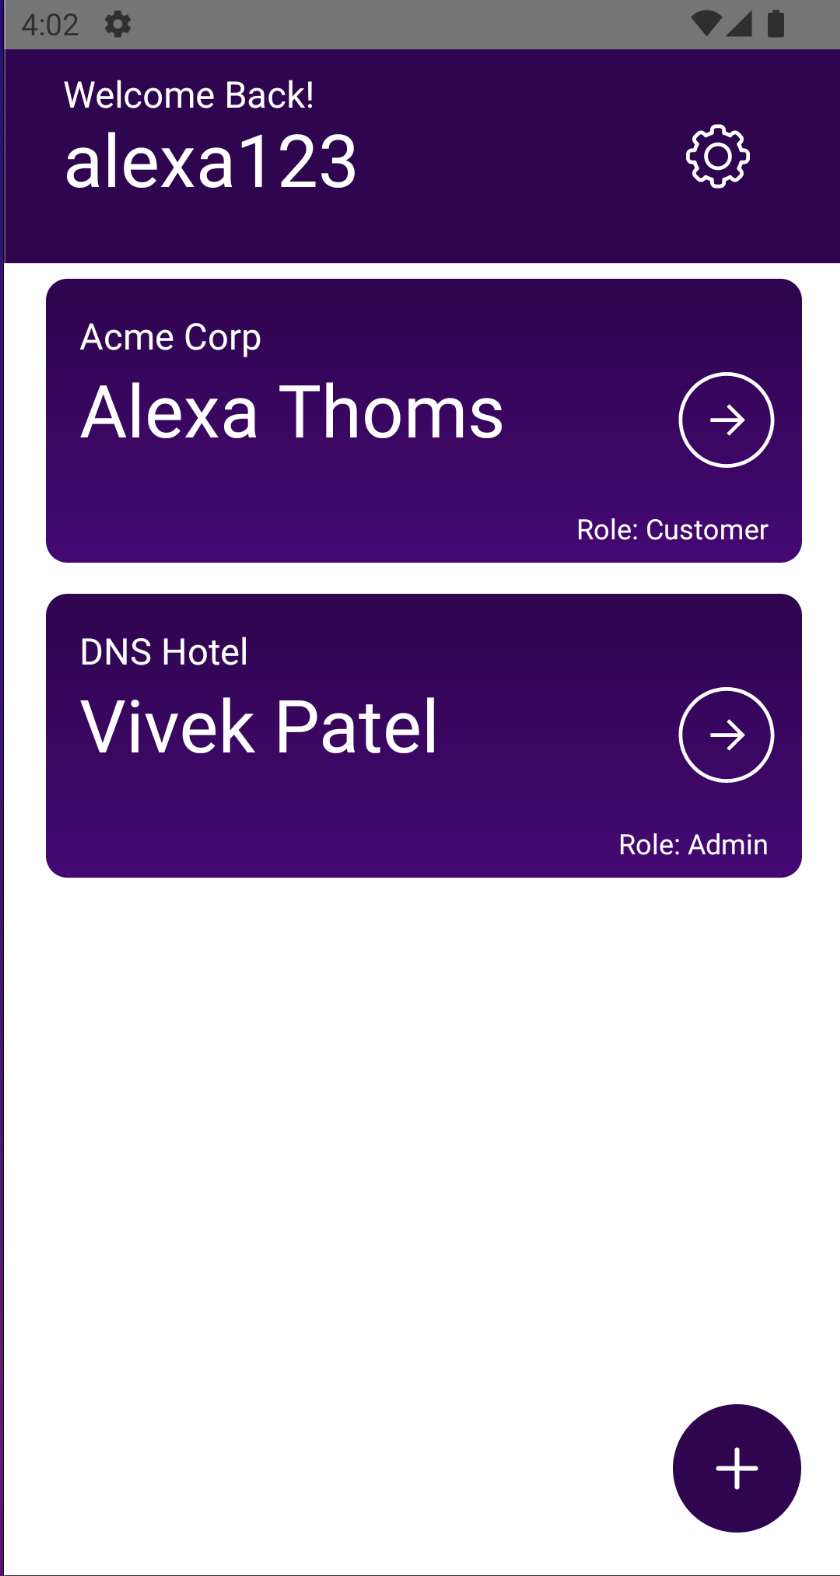 4:02
Welcome Back!
alexa123
Acme Corp
Alexa Thoms
Role: Customer
DNS Hotel
Vivek Patel
Role: Admin